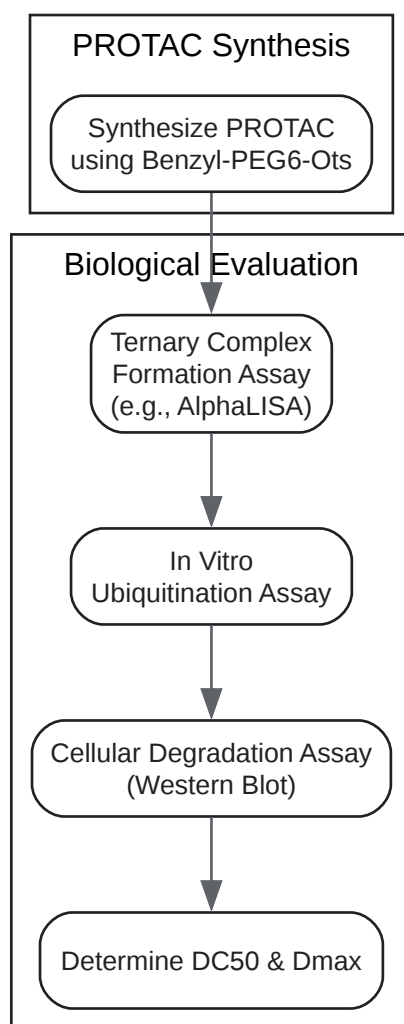 PROTAC Synthesis
Synthesize PROTAC
using Benzyl-PEG6-Ots
Biological Evaluation
Ternary Complex
Formation Assay
(e.g., AlphaLISA)
In Vitro
Ubiquitination Assay
Cellular Degradation Assay
(Western Blot)
Determine DC50 & Dmax